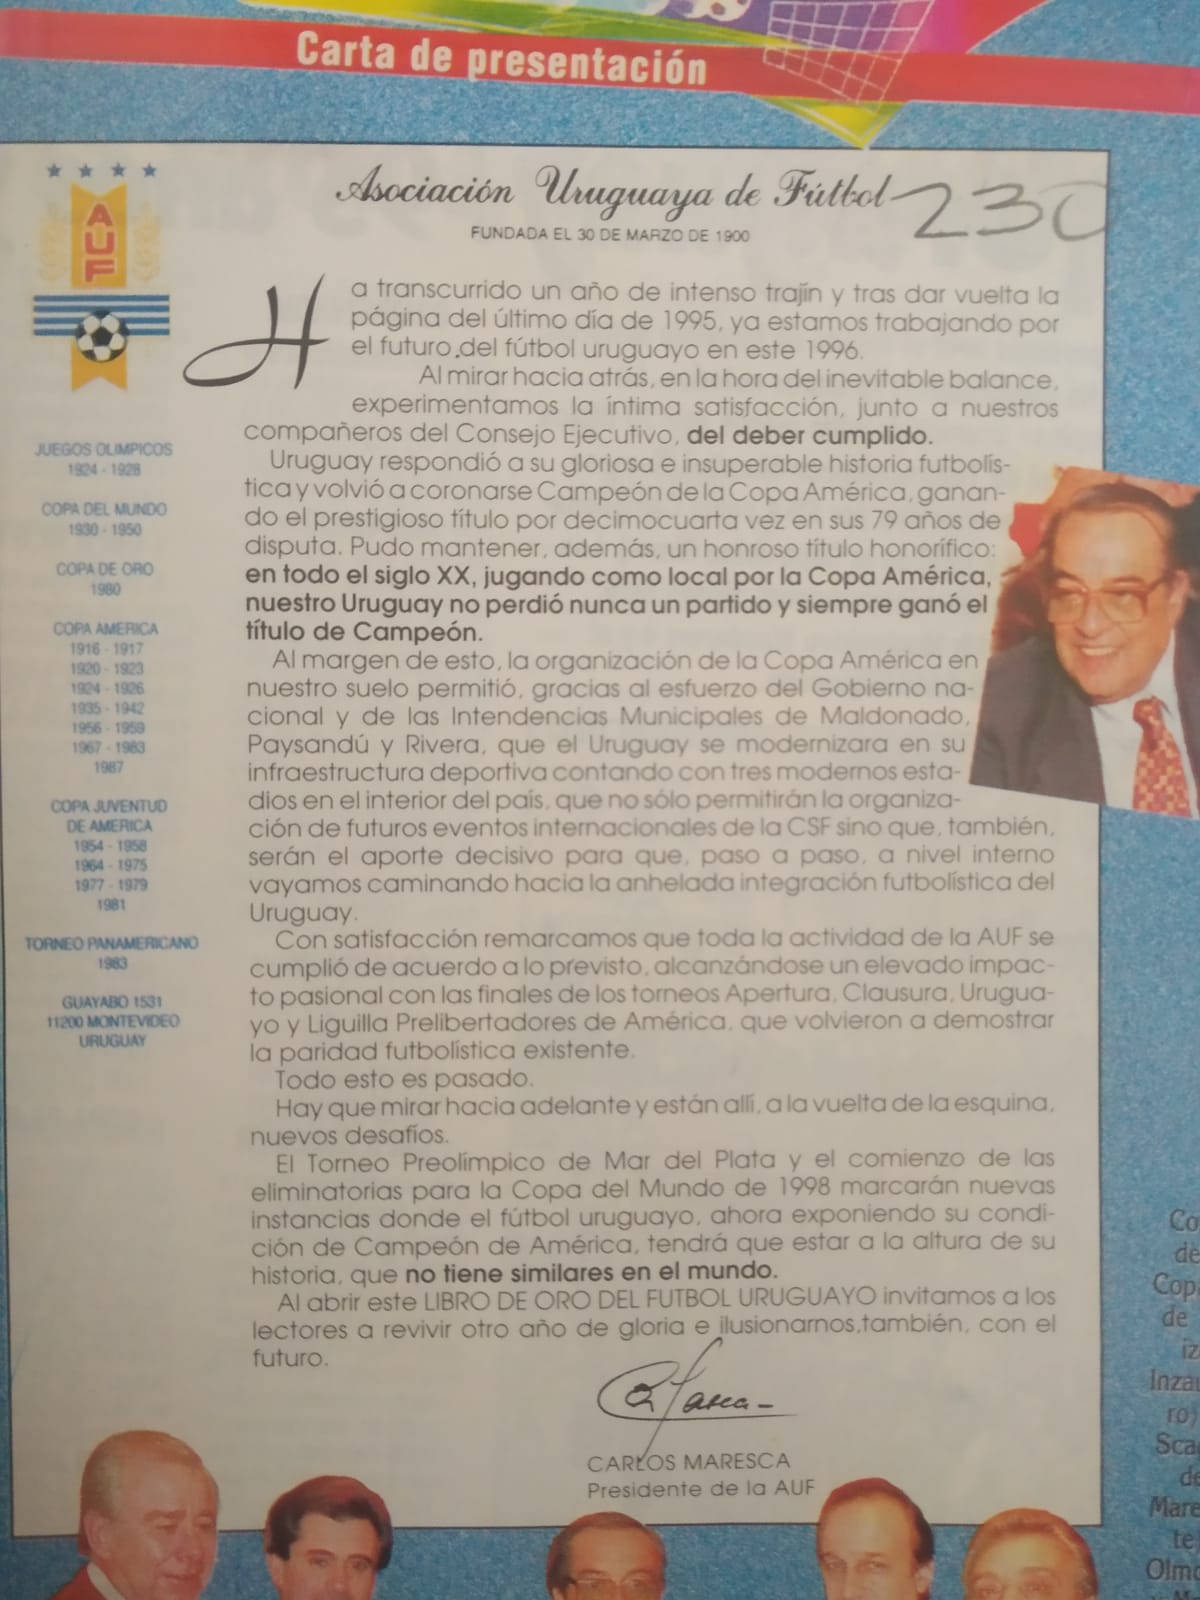 Carta de presentación
Asociación Uruguaya de Fútbol
230
FUNDADA EL 30 DE MARZO DE 1900
AUF
JUEGOS OLIMPICOS
1924 - 1928
COPA DEL MUNDO
1930 - 1950
COPA DE ORO
1980
COPA AMERICA
1916 - 1917
1920 - 1923
1924 - 1926
1935 - 1942
1956 - 1959
1967 - 1983
1987
COPA JUVENTUD
DE AMERICA
1954 - 1958
1964 - 1975
1977 - 1979
1981
TORNEO PANAMERICANO
1983
GUAYABO 1531
11200 MONTEVIDEO
URUGUAY
Ha transcurrido un año de intenso trajín y tras dar vuelta la
página del último día de 1995, ya estamos trabajando por
el futuro del fútbol uruguayo en este 1996.
Al mirar hacia atrás, en la hora del inevitable balance,
experimentamos la íntima satisfacción, junto a nuestros
compañeros del Consejo Ejecutivo, del deber cumplido.
Uruguay respondió a su gloriosa e insuperable historia futbolís-
tica y volvió a coronarse Campeón de la Copa América, ganan-
do el prestigioso título por decimocuarta vez en sus 79 años de
disputa. Pudo mantener, además, un honroso título honorífico:
en todo el siglo XX, jugando como local por la Copa América,
nuestro Uruguay no perdió nunca un partido y siempre ganó el
título de Campeón.
Al margen de esto, la organización de la Copa América en
nuestro suelo permitió, gracias al esfuerzo del Gobierno na-
cional y de las Intendencias Municipales de Maldonado,
Paysandú y Rivera, que el Uruguay se modernizara en su
infraestructura deportiva contando con tres modernos esta-
dios en el interior del país, que no sólo permitirán la organiza-
ción de futuros eventos internacionales de la CSF sino que, también,
serán el aporte decisivo para que, paso a paso, a nivel interno
vayamos caminando hacia la anhelada integración futbolística del
Uruguay.
Con satisfacción remarcamos que toda la actividad de la AUF se
cumplió de acuerdo a lo previsto, alcanzándose un elevado impac-
to pasional con las finales de los torneos Apertura, Clausura, Urugua-
yo y Liguilla Prelibertadores de América, que volvieron a demostrar
la paridad futbolística existente.
Todo esto es pasado.
Hay que mirar hacia adelante y están allí, a la vuelta de la esquina,
nuevos desafíos.
El Torneo Preolímpico de Mar del Plata y el comienzo de las
eliminatorias para la Copa del Mundo de 1998 marcarán nuevas
instancias donde el fútbol uruguayo, ahora exponiendo su condi-
ción de Campeón de América, tendrá que estar a la altura de su
historia, que no tiene similares en el mundo.
Al abrir este LIBRO DE ORO DEL FUTBOL URUGUAYO invitamos a los
lectores a revivir otro año de gloria e ilusionarnos,también, con el
futuro.
CARLOS MARESCA
Presidente de la AUF
Co
de
Cop
de
iz
Inza
ro)
Sca
de
Mare
te)
Olmo